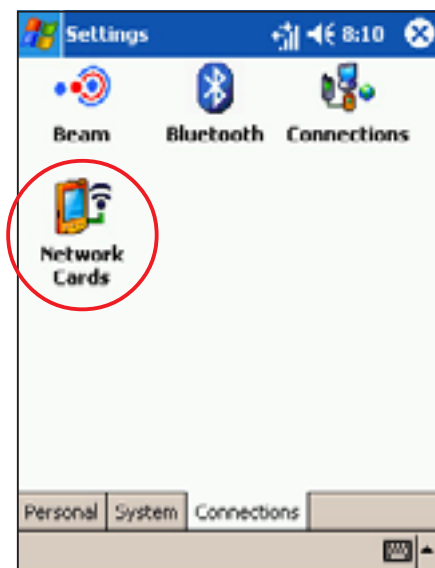 Settings 8:10
Beam Bluetooth Connections
Network
Cards
Personal System Connections